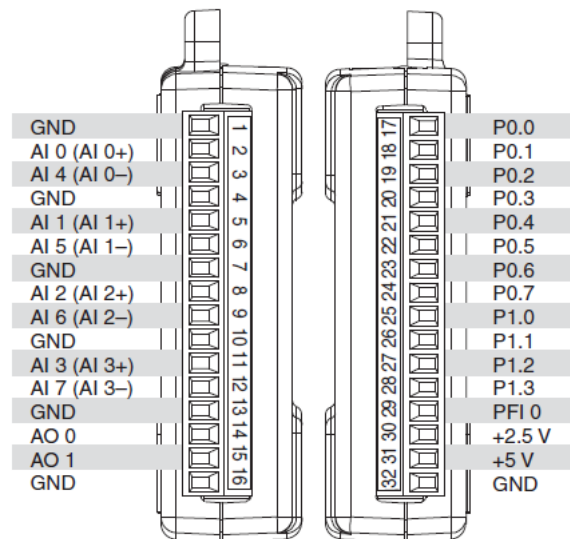 GND 1
AI 0 (AI 0+) 2
AI 4 (AI 0–) 3
GND 4
AI 1 (AI 1+) 5
AI 5 (AI 1–) 6
GND 7
AI 2 (AI 2+) 8
AI 6 (AI 2–) 9
GND 10
AI 3 (AI 3+) 11
AI 7 (AI 3–) 12
GND 13
AO 0 14
AO 1 15
GND 16
17 P0.0
18 P0.1
19 P0.2
20 P0.3
21 P0.4
22 P0.5
23 P0.6
24 P0.7
25 P1.0
26 P1.1
27 P1.2
28 P1.3
29 PFI 0
30 +2.5 V
31 +5 V
32 GND